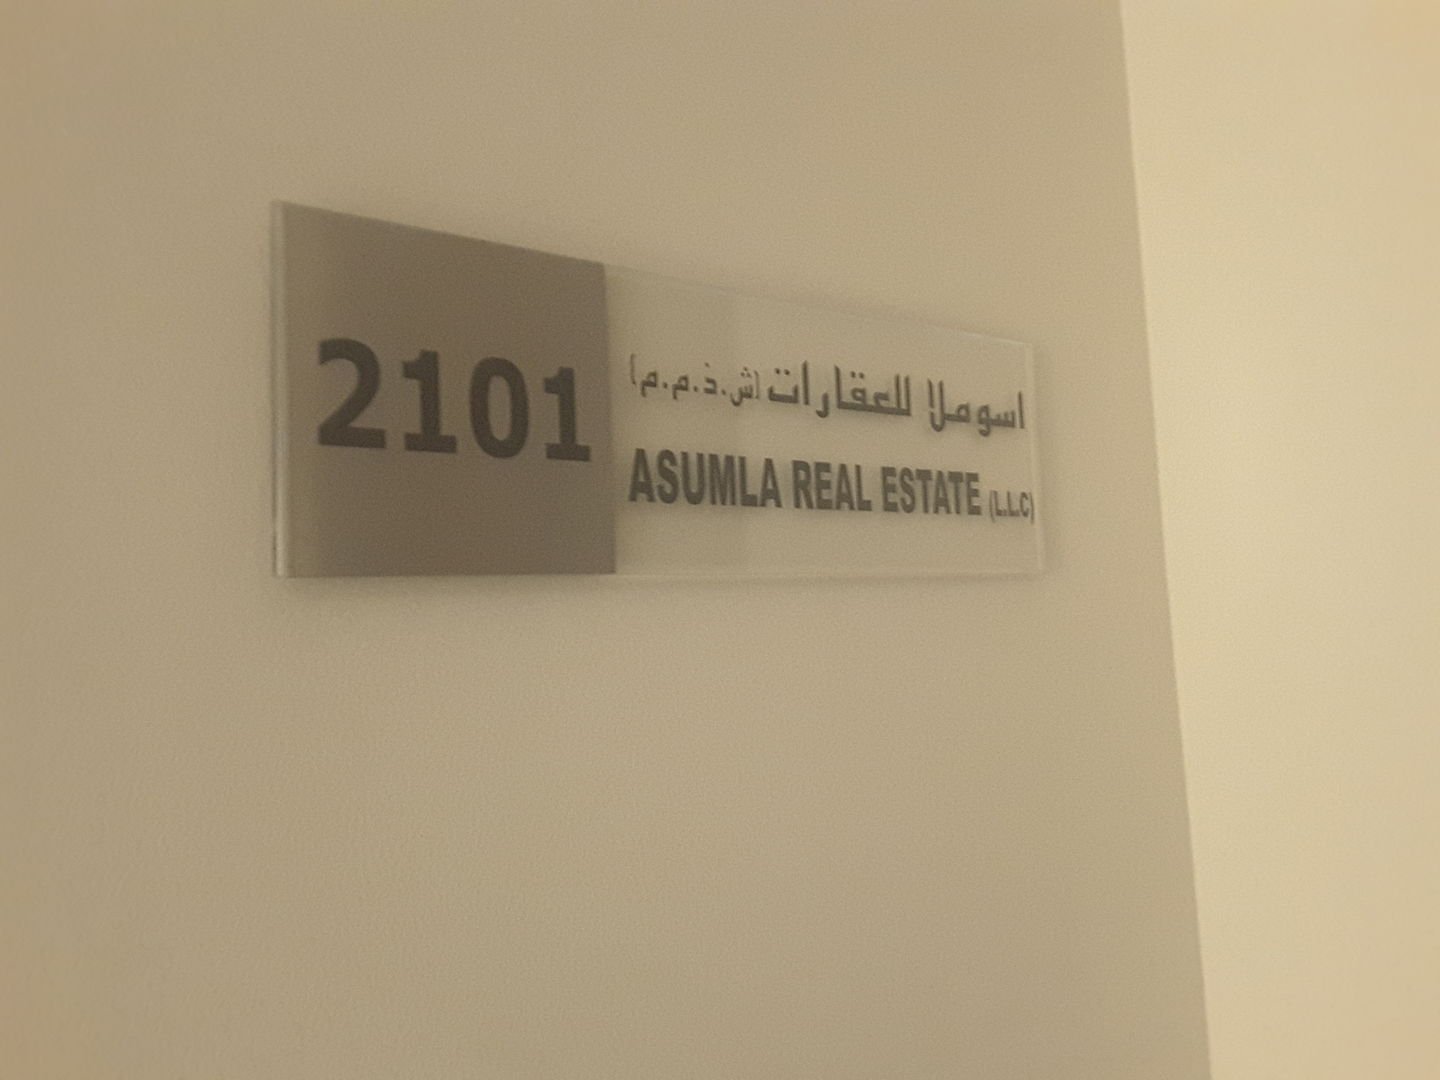 2101
اسوملا للعقارات (ش.ذ.م.م)
ASUMLA REAL ESTATE (L.L.C)